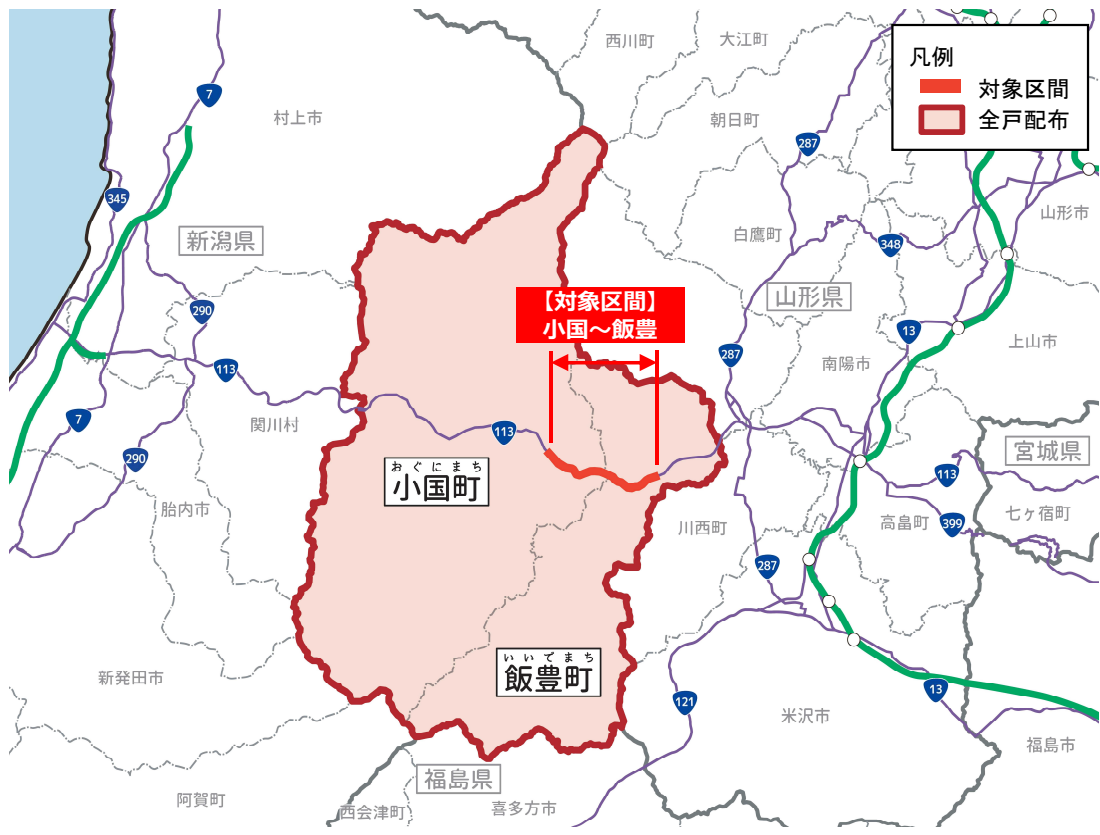 西川町
大江町
凡例
対象区間
全戸配布
7
村上市
朝日町
287
345
山形市
新潟県
白鷹町
348
【対象区間】
小国～飯豊
山形県
290
13
上山市
287
南陽市
113
7
関川村
113
宮城県
290
おぐにまち
小国町
113
胎内市
川西町
高畠町
399
七ヶ宿町
287
いいでまち
飯豊町
新発田市
121
13
米沢市
福島市
福島県
阿賀町
西会津町
喜多方市